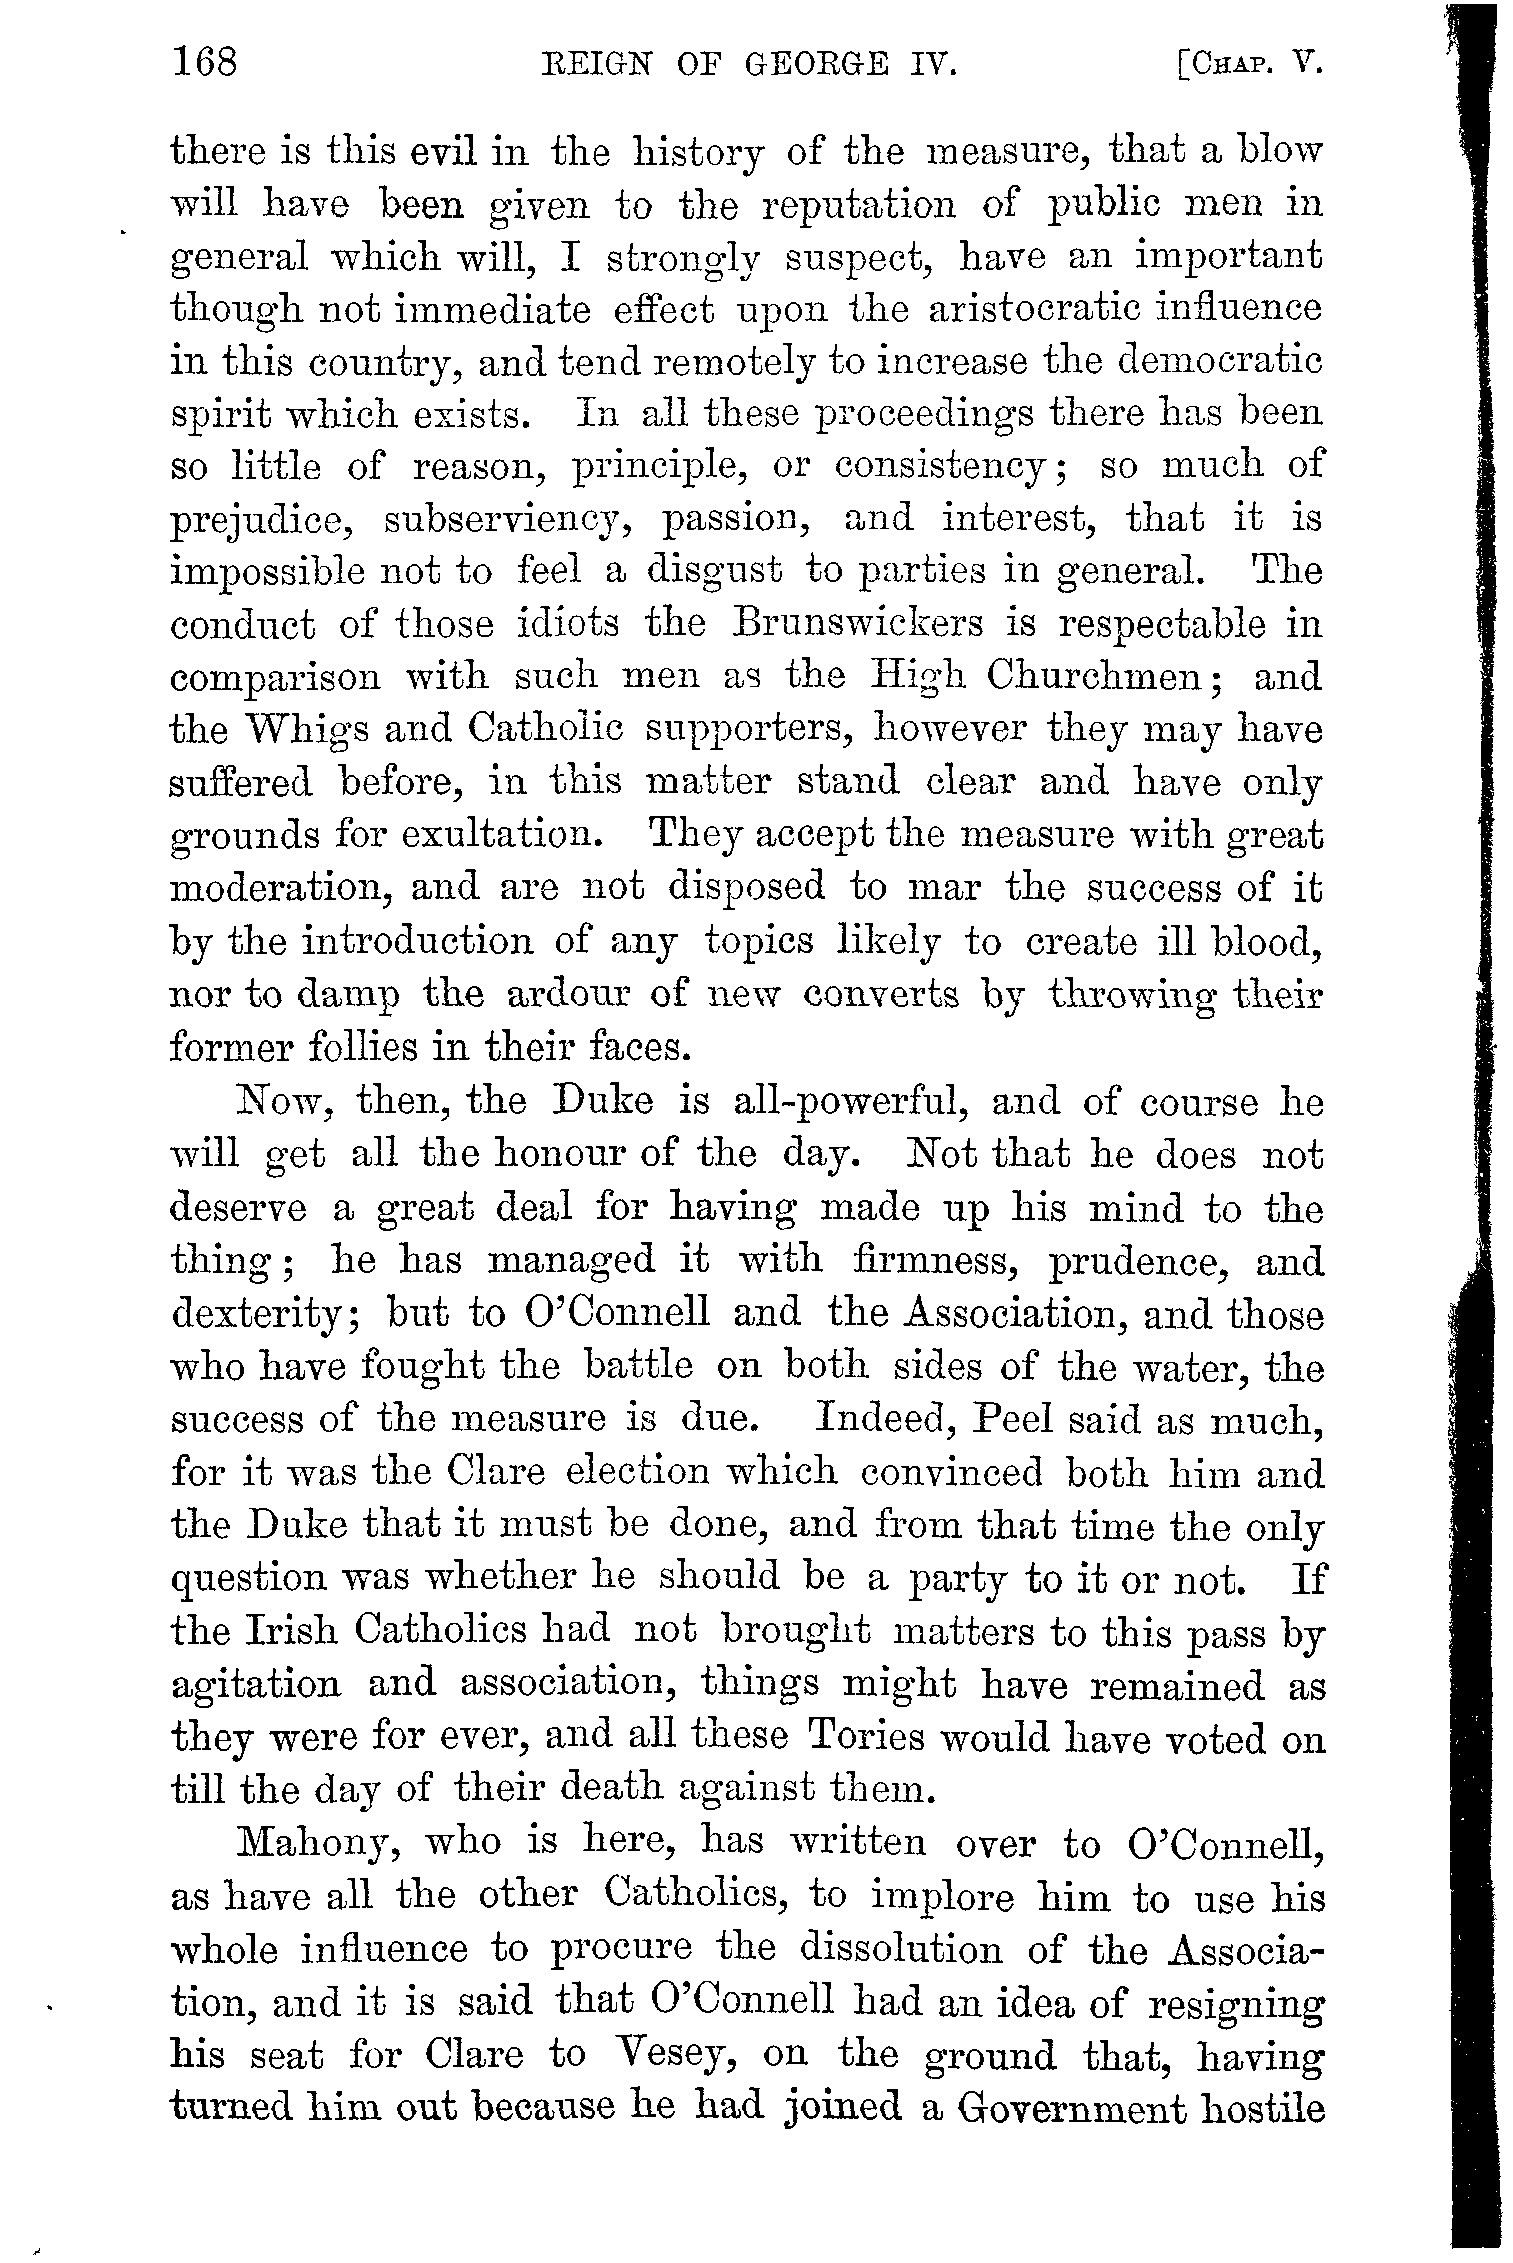 168 REIGN OF GEORGE IV. [CHAP. V.
there is this evil in the history of the measure, that a blow
will have been given to the reputation of public men in
general which will, I strongly suspect, have an important
though not immediate effect upon the aristocratic influence
in this country, and tend remotely to increase the democratic
spirit which exists. In all these proceedings there has been
so little of reason, principle, or consistency; so much of
prejudice, subserviency, passion, and interest, that it is
impossible not to feel a disgust to parties in general. The
conduct of those idiots the Brunswickers is respectable in
comparison with such men as the High Churchmen; and
the Whigs and Catholic supporters, however they may have
suffered before, in this matter stand clear and have only
grounds for exultation. They accept the measure with great
moderation, and are not disposed to mar the success of it
by the introduction of any topics likely to create ill blood,
nor to damp the ardour of new converts by throwing their
former follies in their faces.
Now, then, the Duke is all-powerful, and of course he
will get all the honour of the day. Not that he does not
deserve a great deal for having made up his mind to the
thing; he has managed it with firmness, prudence, and
dexterity; but to O'Connell and the Association, and those
who have fought the battle on both sides of the water, the
success of the measure is due. Indeed, Peel said as much,
for it was the Clare election which convinced both him and
the Duke that it must be done, and from that time the only
question was whether he should be a party to it or not. If
the Irish Catholics had not brought matters to this pass by
agitation and association, things might have remained as
they were for ever, and all these Tories would have voted on
till the day of their death against them.
Mahony, who is here, has written over to O'Connell,
as have all the other Catholics, to implore him to use his
whole influence to procure the dissolution of the Associa-
tion, and it is said that O'Connell had an idea of resigning
his seat for Clare to Vesey, on the ground that, having
turned him out because he had joined a Government hostile